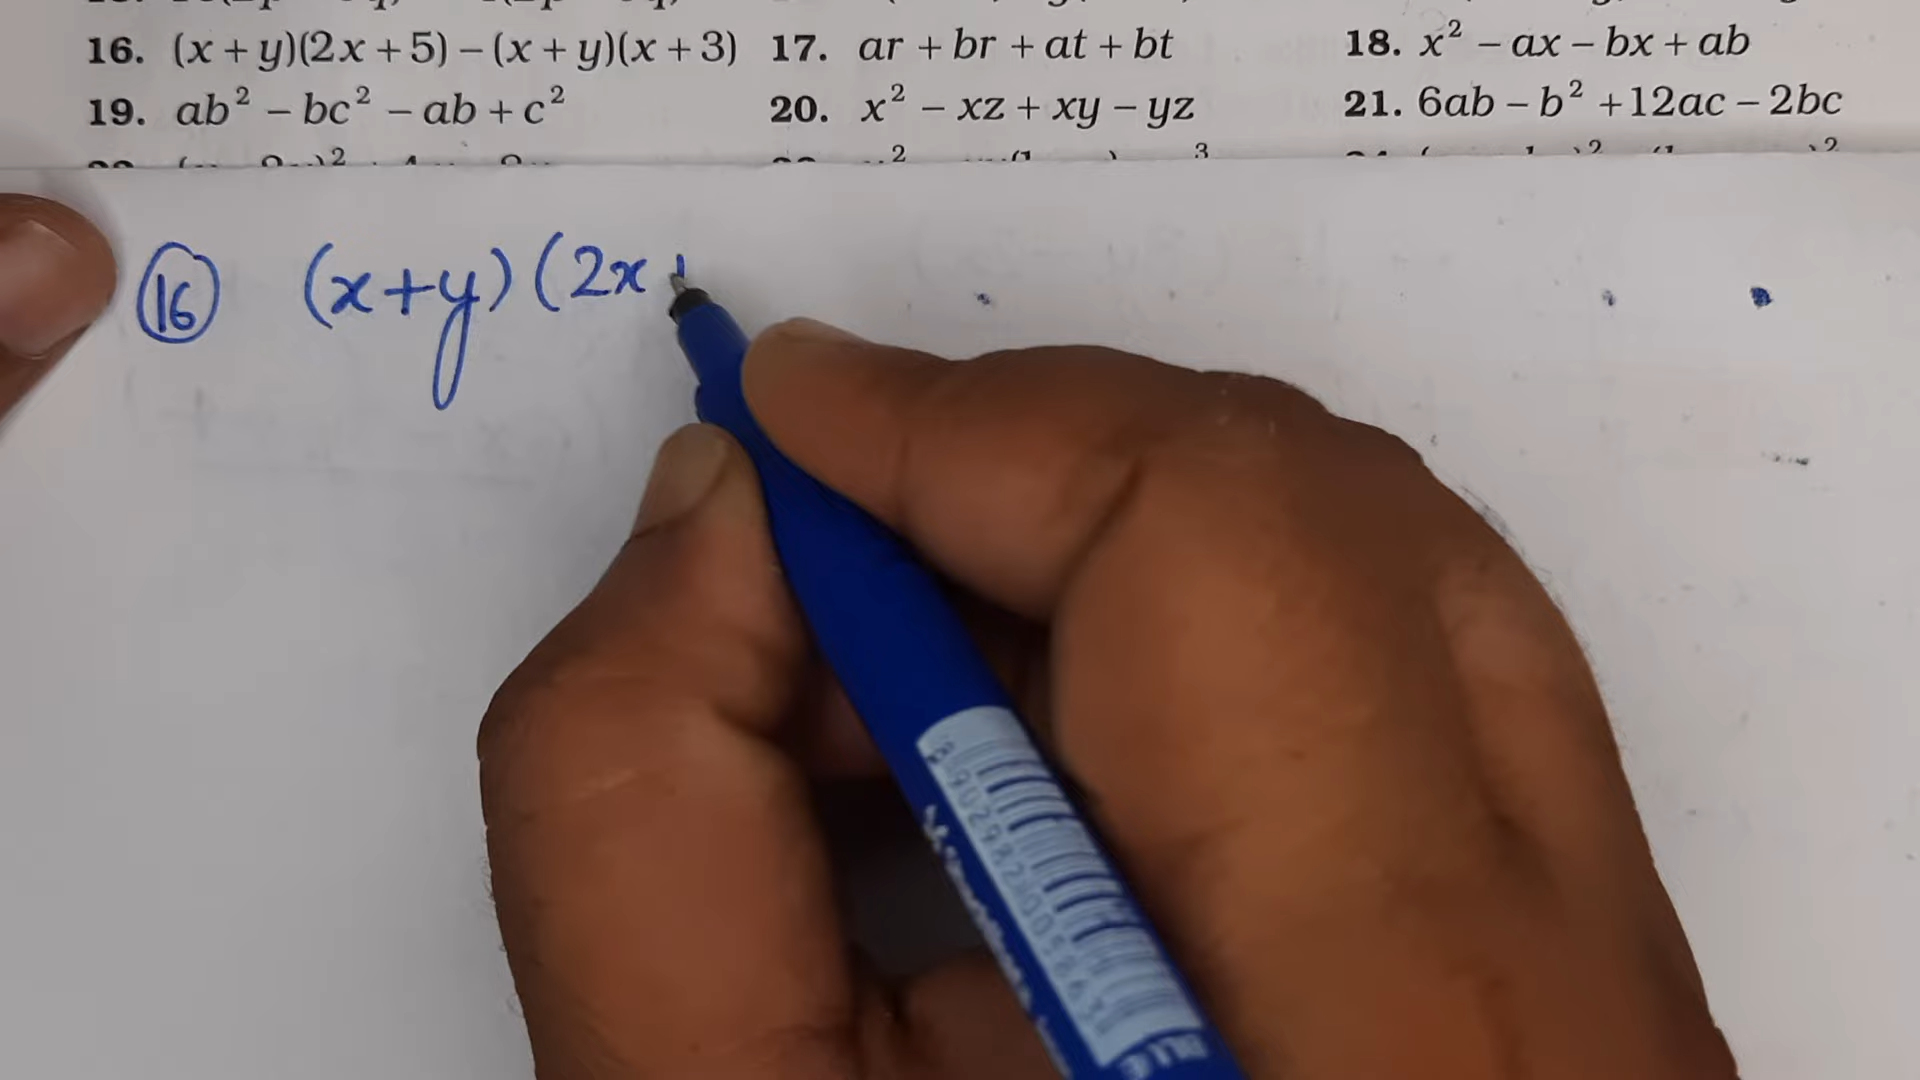 16. (x + y)(2x + 5) – (x + y)(x + 3) 17. ar + br + at + bt 18. x² – ax – bx + ab
19. ab² – bc² – ab + c² 20. x² – xz + xy – yz 21. 6ab – b² + 12ac – 2bc
16 (x+y) (2x +
BLUE